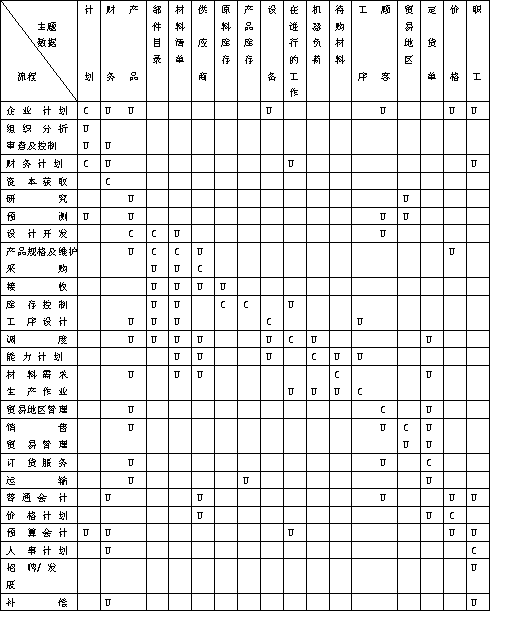 主题
数据
流程
计划
财务
产品
部件目录
材料清单
供应商
原料库存
产品库存
设备
在进行的工作
机器负荷
待购材料
工序
顾客
贸易地区
定货单
价格
职工
企业计划 C U U U U U U
组织分析 U
审查及控制 U U
财务计划 C U U U
资本获取 C
研究 U U
预测 U U U U
设计开发 C C U U
产品规格及维护 U C C U U
采购 U U C
接收 U U U U
库存控制 U U C C U
工序设计 U U U C U
调度 U U U U U C U U
能力计划 U U U C U U
材料需求 U U U C U
生产作业 U U U C
贸易地区管理 U C U
销售 U U C U
贸易管理 U U
订货服务 U U C
运输 U U U
普通会计 U U U U U
价格计划 U U C
预算会计 U U U U U
人事计划 U C
招聘/发展 U
补偿 U U